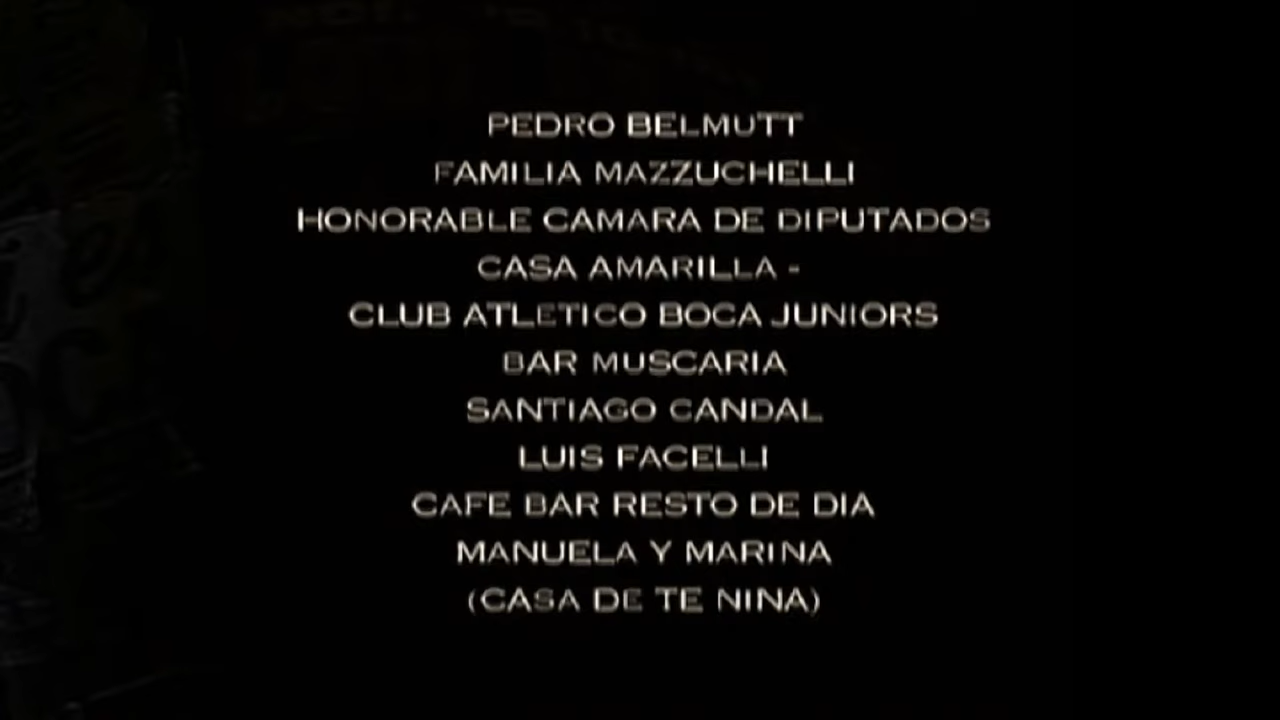 PEDRO BELMUTT
FAMILIA MAZZUCHELLI
HONORABLE CAMARA DE DIPUTADOS
CASA AMARILLA -
CLUB ATLETICO BOCA JUNIORS
BAR MUSCARIA
SANTIAGO CANDAL
LUIS FACELLI
CAFE BAR RESTO DE DIA
MANUELA Y MARINA
(CASA DE TE NINA)